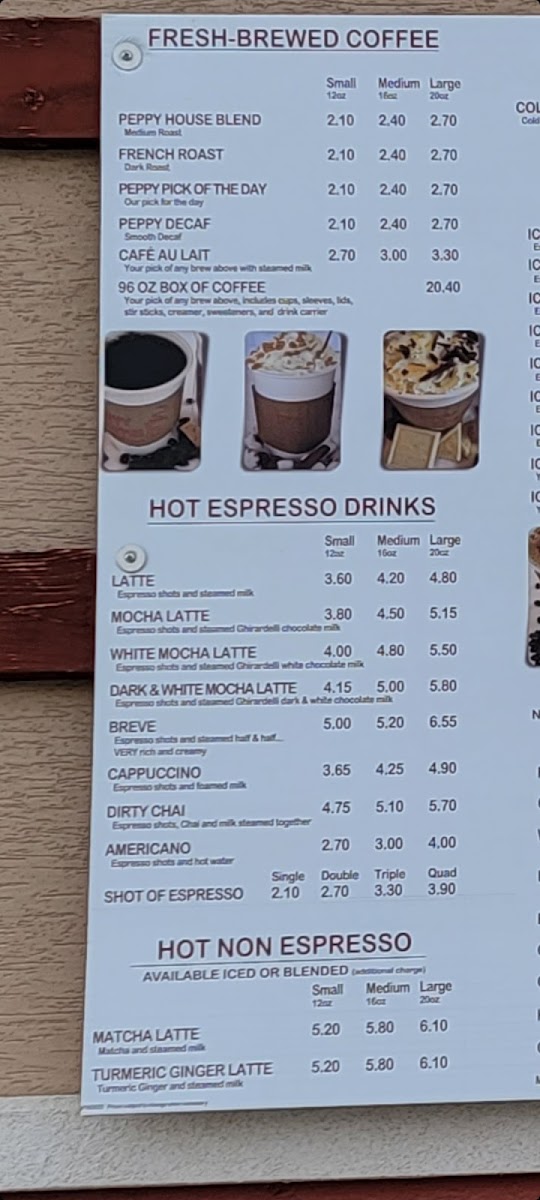 FRESH-BREWED COFFEE
Small Medium Large
12oz 16oz 20oz
PEPPY HOUSE BLEND 2.10 2.40 2.70
Medium Roast
FRENCH ROAST 2.10 2.40 2.70
Dark Roast
PEPPY PICK OF THE DAY 2.10 2.40 2.70
Our pick for the day
PEPPY DECAF 2.10 2.40 2.70
Smooth Decaf
CAFÉ AU LAIT 2.70 3.00 3.30
Your pick of any brew above with steamed milk
96 OZ BOX OF COFFEE 20.40
Your pick of any brew above, includes cups, sleeves, lids,
stir sticks, creamer, sweeteners, and drink carrier
HOT ESPRESSO DRINKS
Small Medium Large
12oz 16oz 20oz
LATTE 3.60 4.20 4.80
Espresso shots and steamed milk
MOCHA LATTE 3.80 4.50 5.15
Espresso shots and steamed Ghirardelli chocolate milk
WHITE MOCHA LATTE 4.00 4.80 5.50
Espresso shots and steamed Ghirardelli white chocolate milk
DARK & WHITE MOCHA LATTE 4.15 5.00 5.80
Espresso shots and steamed Ghirardelli dark & white chocolate milk
BREVE 5.00 5.20 6.55
Espresso shots and steamed half & half...
VERY rich and creamy
CAPPUCCINO 3.65 4.25 4.90
Espresso shots and foamed milk
DIRTY CHAI 4.75 5.10 5.70
Espresso shots, Chai and milk steamed together
AMERICANO 2.70 3.00 4.00
Espresso shots and hot water
Single Double Triple Quad
SHOT OF ESPRESSO 2.10 2.70 3.30 3.90
HOT NON ESPRESSO
AVAILABLE ICED OR BLENDED (additional charge)
Small Medium Large
12oz 16oz 20oz
MATCHA LATTE 5.20 5.80 6.10
Matcha and steamed milk
TURMERIC GINGER LATTE 5.20 5.80 6.10
Turmeric Ginger and steamed milk